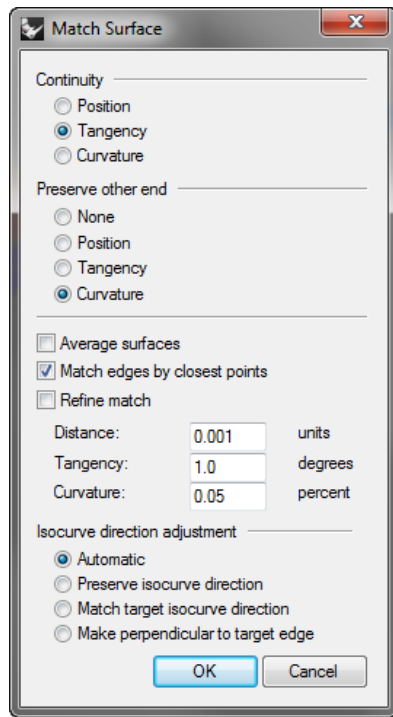 Match Surface
Continuity
Position
Tangency
Curvature
Preserve other end
None
Position
Tangency
Curvature
Average surfaces
Match edges by closest points
Refine match
Distance: 0.001 units
Tangency: 1.0 degrees
Curvature: 0.05 percent
Isocurve direction adjustment
Automatic
Preserve isocurve direction
Match target isocurve direction
Make perpendicular to target edge
OK Cancel